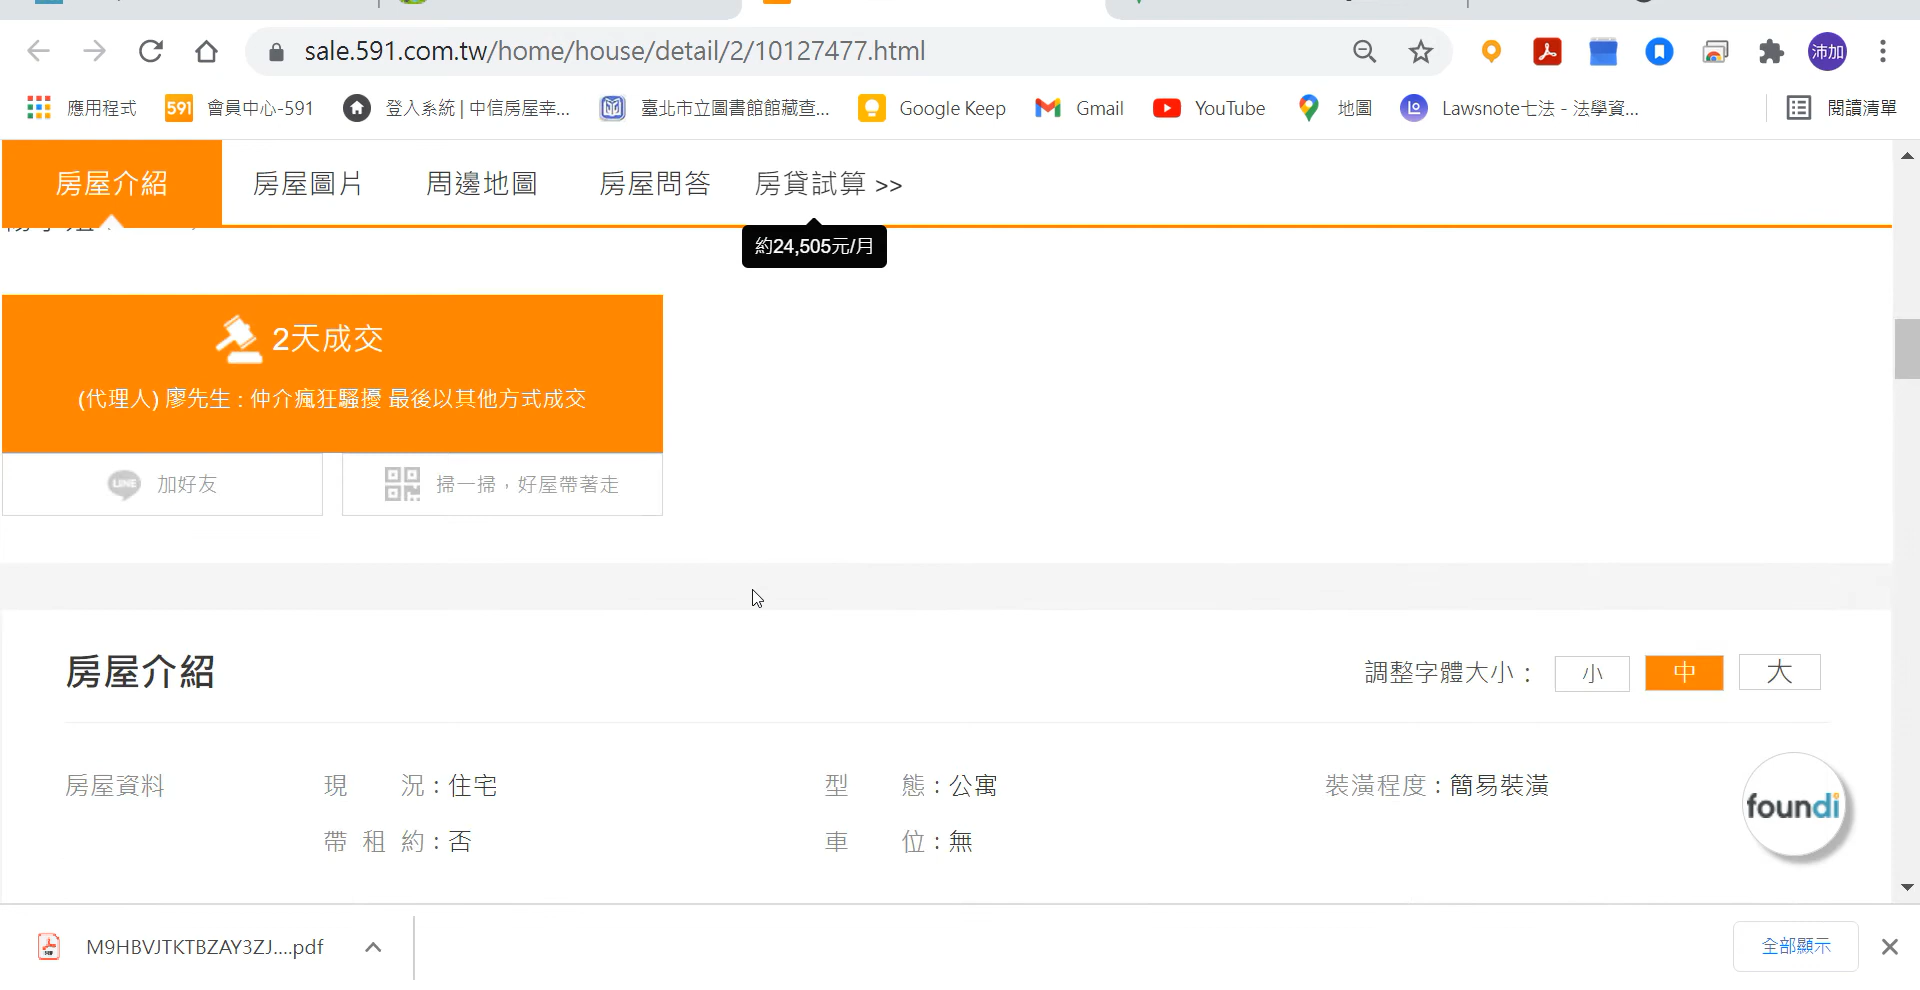 sale.591.com.tw/home/house/detail/2/10127477.html
沛加
應用程式
591 會員中心-591
登入系統 | 中信房屋幸...
臺北市立圖書館館藏查...
Google Keep
Gmail
YouTube
地圖
Lawsnote七法 - 法學資...
閱讀清單
房屋介紹
房屋圖片
周邊地圖
房屋問答
房貸試算 >>
約24,505元/月
2天成交
(代理人) 廖先生 : 仲介瘋狂騷擾 最後以其他方式成交
LINE 加好友
掃一掃，好屋帶著走
房屋介紹
調整字體大小： 小 中 大
房屋資料 現況：住宅 型態：公寓 裝潢程度：簡易裝潢
帶租約：否 車位：無
foundi
M9HBVJTKTBZAY3ZJ....pdf
全部顯示